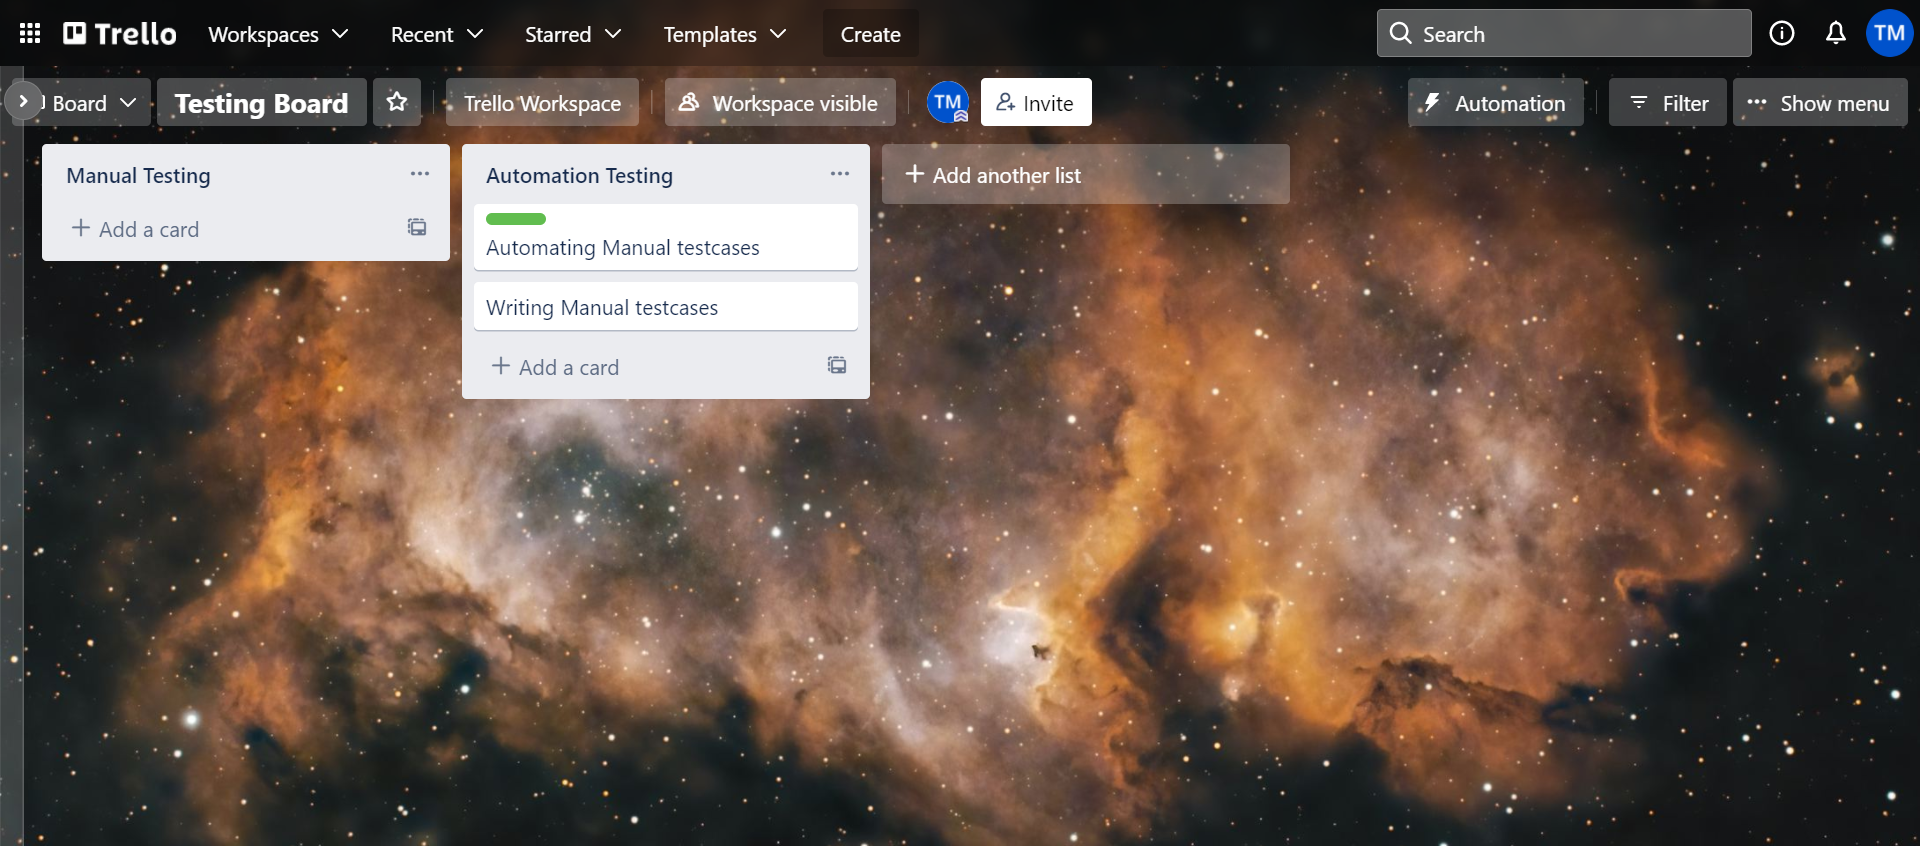 Trello Workspaces Recent Starred Templates Create Search TM
Board Testing Board Trello Workspace Workspace visible TM Invite Automation Filter Show menu
Manual Testing
Add a card
Automation Testing
Automating Manual testcases
Writing Manual testcases
Add a card
Add another list